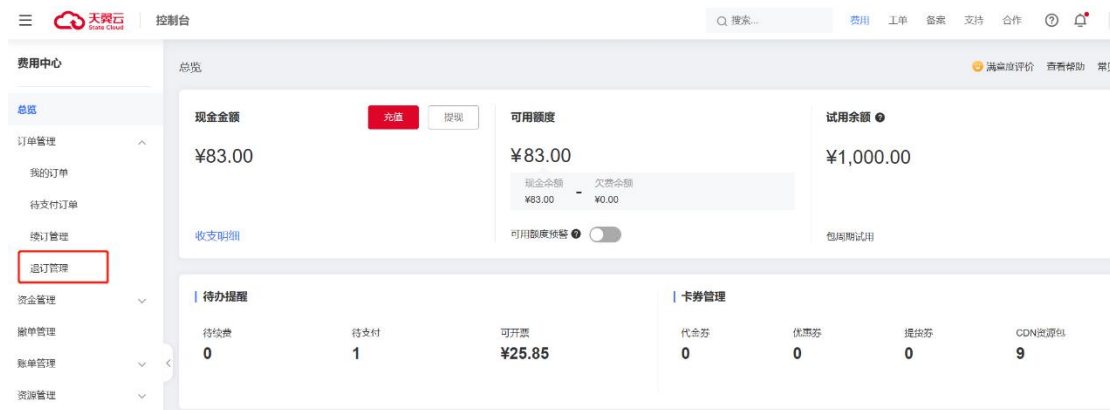 天翼云
State Cloud
控制台
搜索...
费用
工单
备案
支持
合作
费用中心
总览
满意度评价
查看帮助
总览
订单管理
我的订单
待支付订单
续订管理
退订管理
资金管理
撤单管理
账单管理
资源管理
现金金额
充值
提现
¥83.00
收支明细
可用额度
¥83.00
现金余额
¥83.00
-
欠费余额
¥0.00
可用额度预警
试用余额
¥1,000.00
包周期试用
待办提醒
待续费
0
待支付
1
可开票
¥25.85
卡券管理
代金券
0
优惠券
0
提货券
0
CDN资源包
9